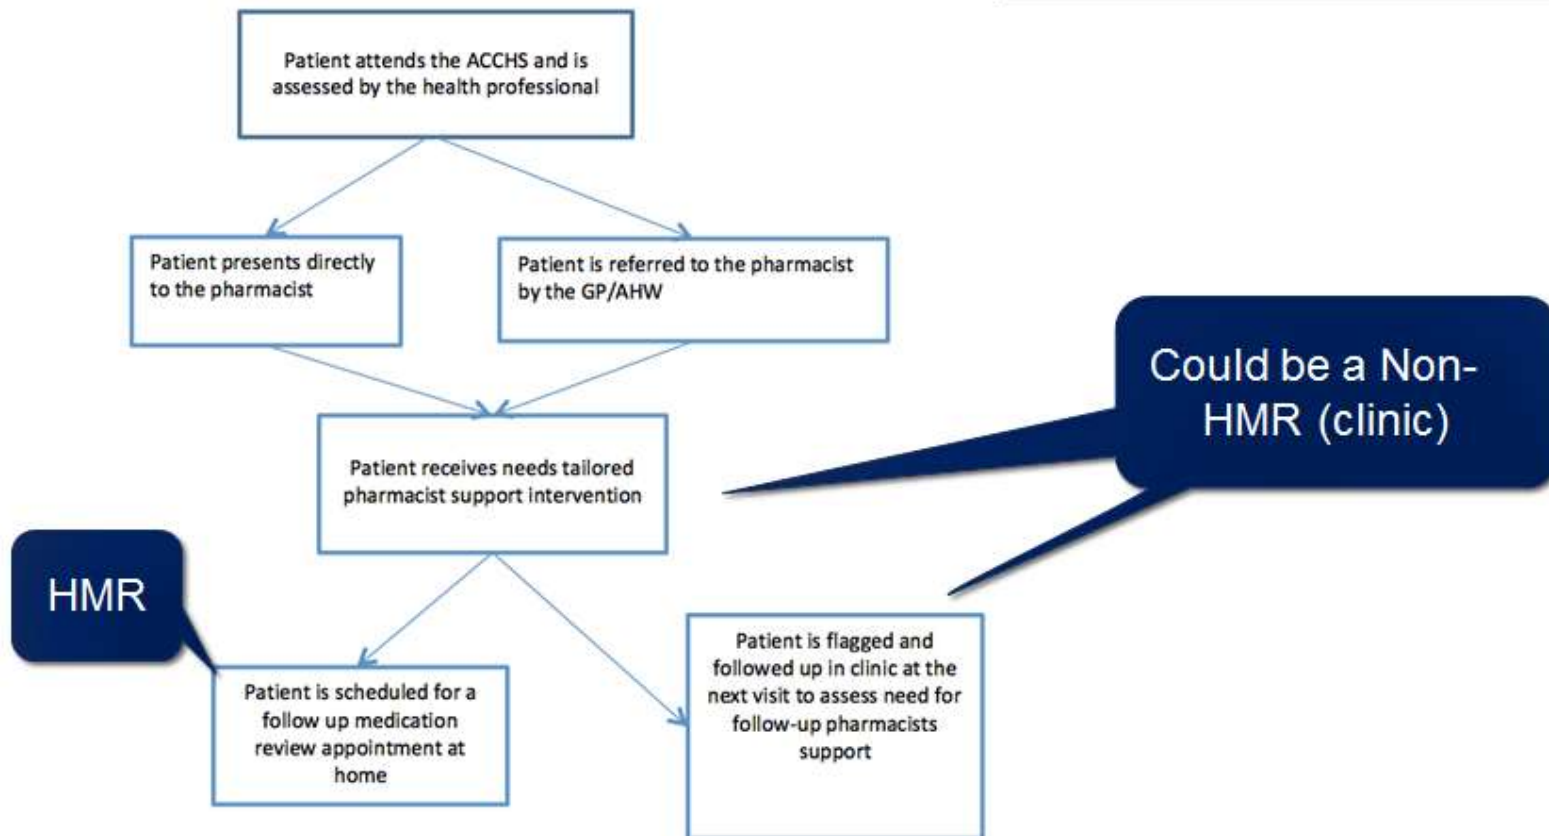 Patient attends the ACCHS and is
assessed by the health professional
Patient presents directly
to the pharmacist
Patient is referred to the pharmacist
by the GP/AHW
Could be a Non-
HMR (clinic)
Patient receives needs tailored
pharmacist support intervention
HMR
Patient is scheduled for a
follow up medication
review appointment at
home
Patient is flagged and
followed up in clinic at the
next visit to assess need for
follow-up pharmacists
support